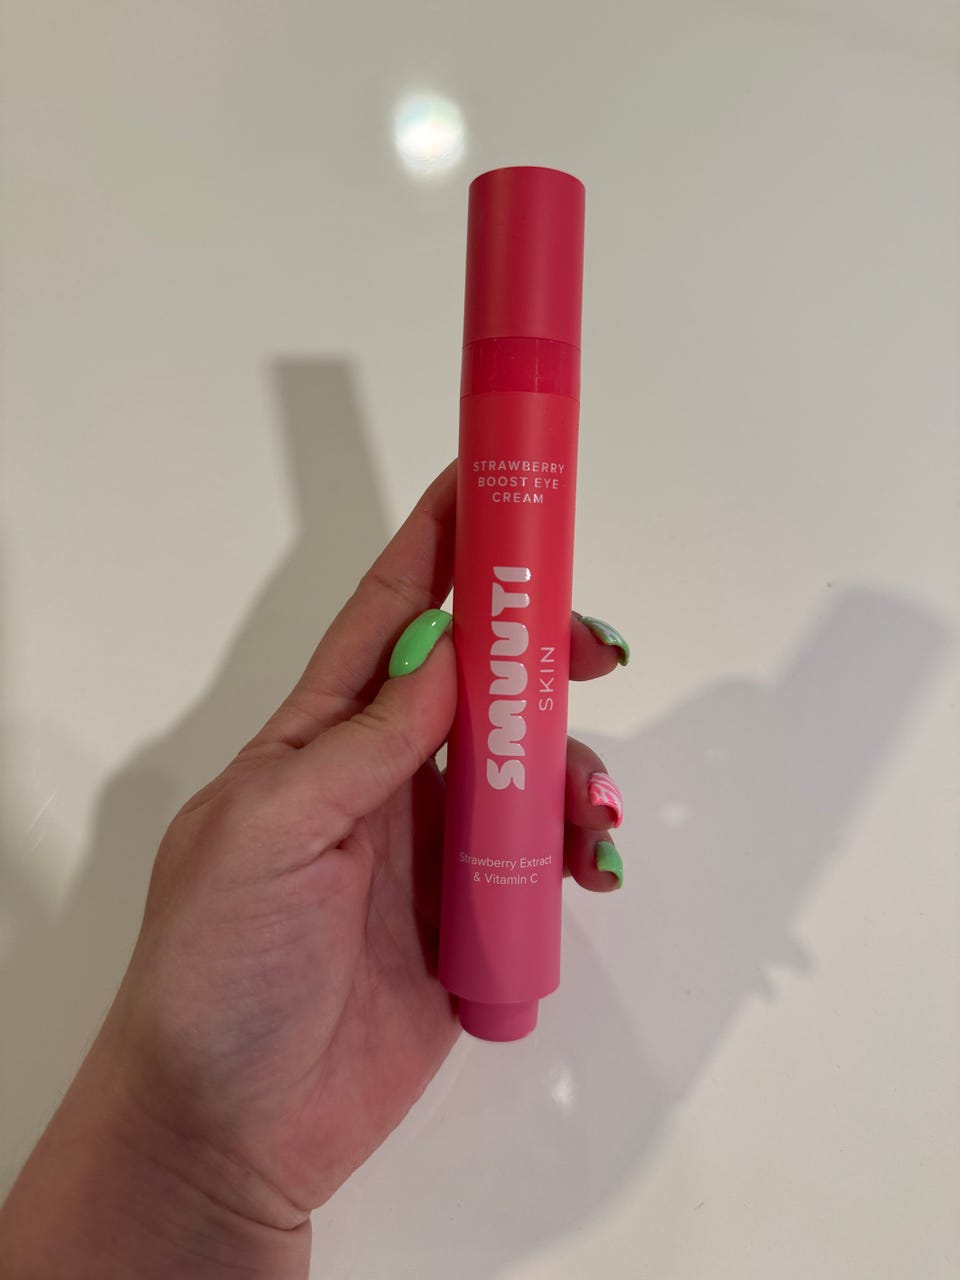 STRAWBERRY
BOOST EYE
CREAM
SMUUTI
SKIN
Strawberry Extract
& Vitamin C